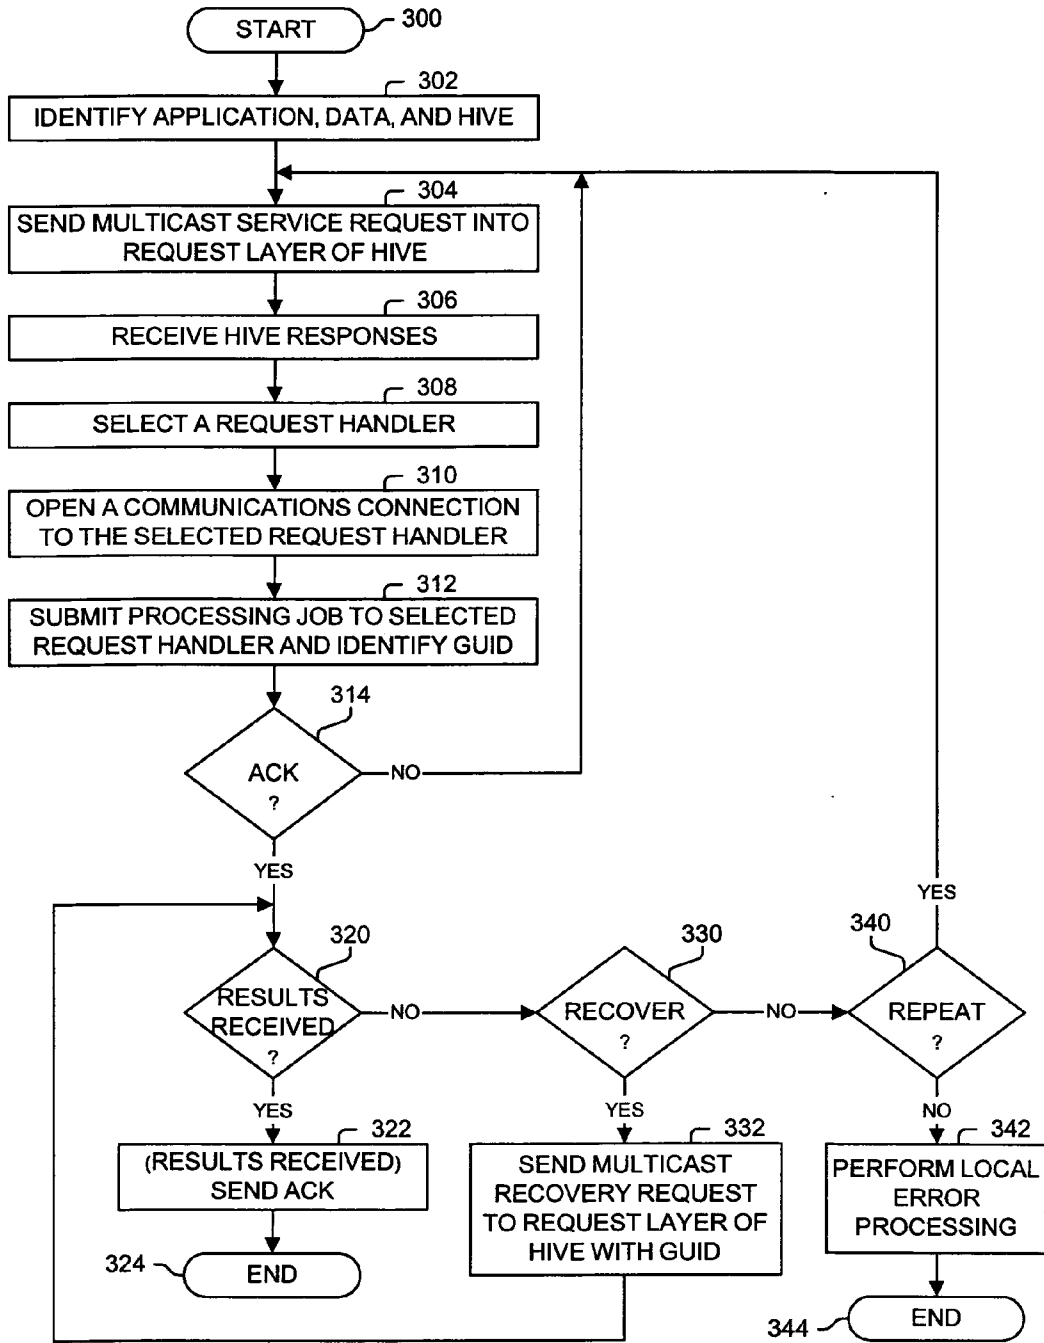 START
300
302
IDENTIFY APPLICATION, DATA, AND HIVE
304
SEND MULTICAST SERVICE REQUEST INTO
REQUEST LAYER OF HIVE
306
RECEIVE HIVE RESPONSES
308
SELECT A REQUEST HANDLER
310
OPEN A COMMUNICATIONS CONNECTION
TO THE SELECTED REQUEST HANDLER
312
SUBMIT PROCESSING JOB TO SELECTED
REQUEST HANDLER AND IDENTIFY GUID
314
ACK
?
NO
YES
320
RESULTS
RECEIVED
?
NO
YES
322
(RESULTS RECEIVED)
SEND ACK
324
END
330
RECOVER
?
NO
YES
332
SEND MULTICAST
RECOVERY REQUEST
TO REQUEST LAYER OF
HIVE WITH GUID
YES
340
REPEAT
?
NO
342
PERFORM LOCAL
ERROR
PROCESSING
344
END